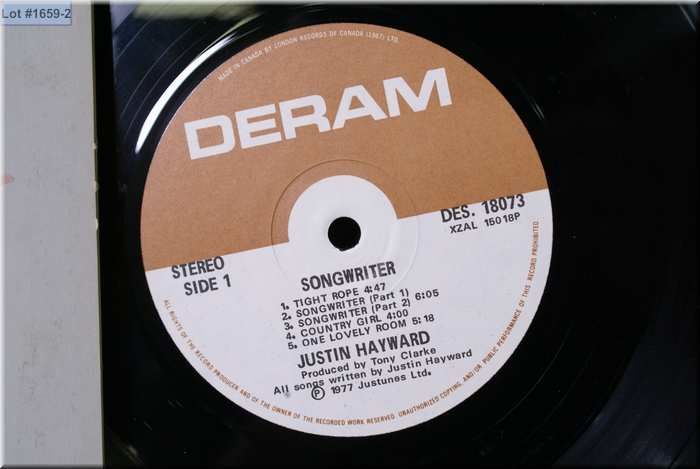 Lot #1659-2
MADE IN CANADA BY LONDON RECORDS OF CANADA (1967) LTD.
DERAM
DES. 18073
XZAL 15018P
STEREO
SIDE 1
SONGWRITER
1. TIGHT ROPE 4:47
2. SONGWRITER (Part 1)
3. SONGWRITER (Part 2) 6:05
4. COUNTRY GIRL 4:00
5. ONE LOVELY ROOM 5:18
JUSTIN HAYWARD
Produced by Tony Clarke
All songs written by Justin Hayward
Ⓟ 1977 Justunes Ltd.
ALL RIGHTS OF THE RECORD PRODUCER AND OF THE OWNER OF THE RECORDED WORK RESERVED. UNAUTHORIZED COPYING, AND/OR PUBLIC PERFORMANCE OF THIS RECORD PROHIBITED